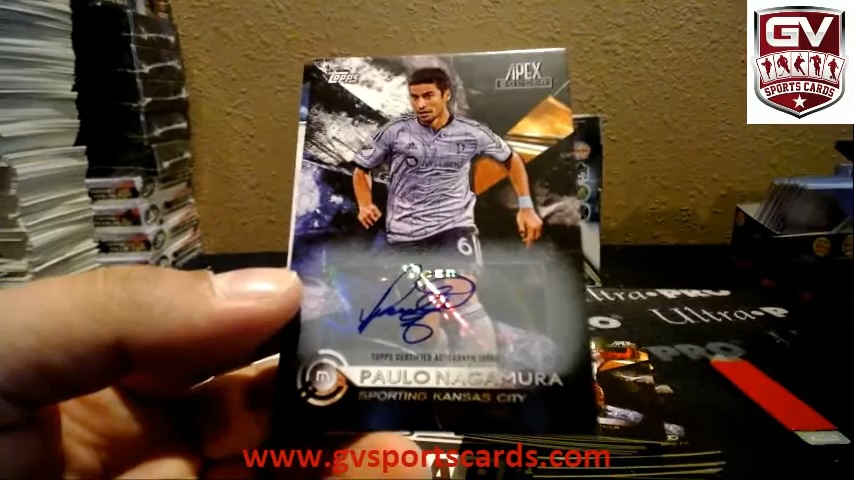 GV
SPORTS CARDS
Topps
APEX
6
TOPPS CERTIFIED AUTOGRAPH ISSUE
PAULO NAGAMURA
SPORTING KANSAS CITY
Ultra•PRO
Ultra•P
PRO
www.gvsportscards.com